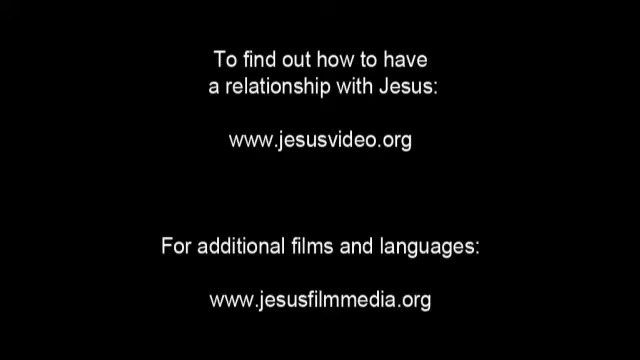 To find out how to have
a relationship with Jesus:
www.jesusvideo.org
For additional films and languages:
www.jesusfilmmedia.org